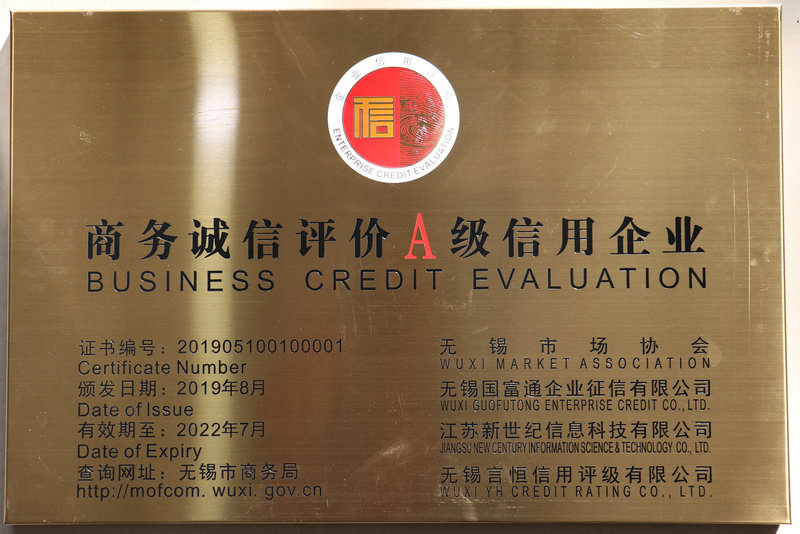 企业信用评价
信
ENTERPRISE CREDIT EVALUATION
商务诚信评价A级信用企业
BUSINESS CREDIT EVALUATION
证书编号：201905100100001
Certificate Number
颁发日期：2019年8月
Date of Issue
有效期至：2022年7月
Date of Expiry
查询网址：无锡市商务局
http://mofcom. wuxi. gov.cn
无锡市场协会
WUXI MARKET ASSOCIATION
无锡国富通企业征信有限公司
WUXI GUOFUTONG ENTERPRISE CREDIT CO., LTD.
江苏新世纪信息科技有限公司
JIANGSU NEW CENTURY INFORMATION SCIENCE & TECHNOLOGY CO., LTD.
无锡言恒信用评级有限公司
WUXI YH CREDIT RATING CO., LTD.